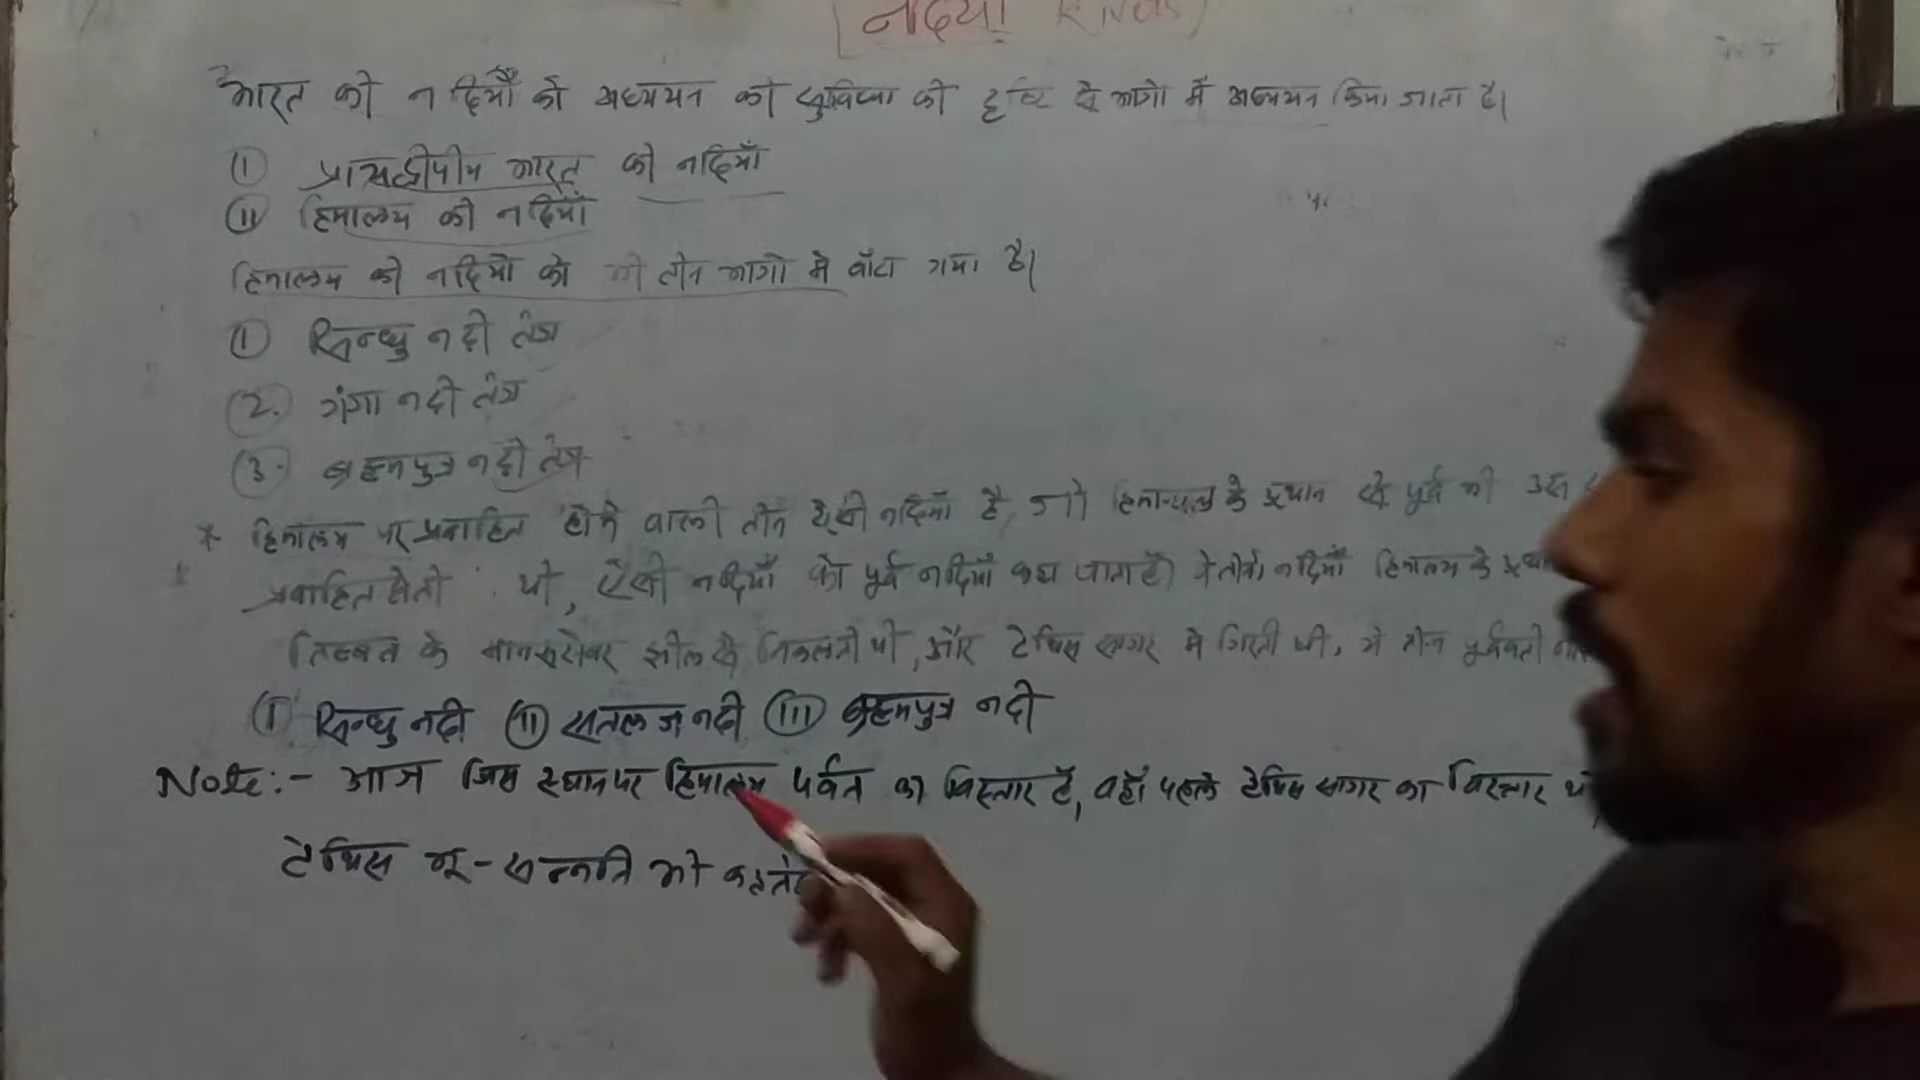 नदियाँ Rivers
भारत की नदियों को अध्ययन की सुविधा की दृष्टि से भागो में अध्ययन किया जाता है।
(I) प्रायद्वीपीय भारत की नदियाँ
(II) हिमालय की नदियाँ
हिमालय की नदियों को भी तीन भागो में बाँटा गया है।
(1) सिन्धु नदी तंत्र
(2.) गंगा नदी तंत्र
(3.) ब्रह्मपुत्र नदी तंत्र
* हिमालय पर प्रवाहित होने वाली तीन ऐसी नदियाँ है, जो के उत्थान से पूर्व भी उस
प्रवाहित होती थी, ऐसी नदियाँ को पूर्व नदियाँ कहा जाता है। ये तीनो नदियाँ हिमालय के
तिब्बत के मानसरोवर झील से निकलती थी, और टेथिस सागर मे गिरती थी, ये तीन पूर्ववर्ती
(I) सिन्धु नदी (II) सतलज नदी (III) ब्रह्मपुत्र नदी
Note:- आज जिस स्थान पर हिमालय पर्वत का विस्तार है, वहाँ पहले टेथिस सागर का विस्तार था
टेथिस भू-सन्नति भी कहते